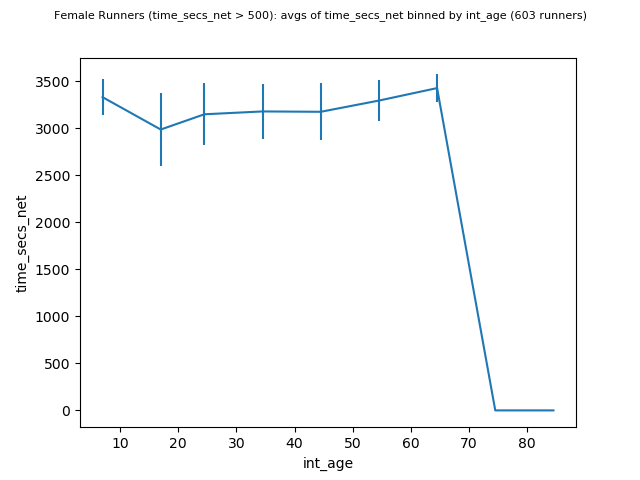 Female Runners (time_secs_net > 500): avgs of time_secs_net binned by int_age (603 runners)
3500
3000
2500
2000
1500
1000
500
0
time_secs_net
10 20 30 40 50 60 70 80
int_age